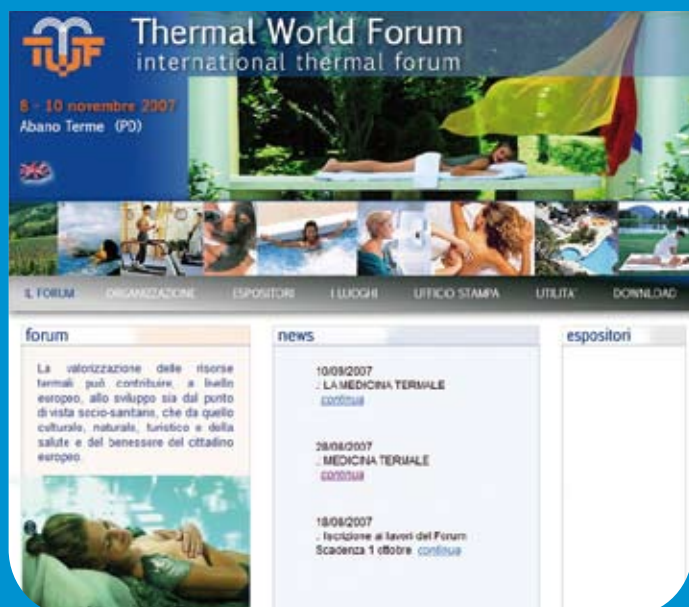 TWF
Thermal World Forum
international thermal forum
8 - 10 novembre 2007
Abano Terme (PD)
IL FORUM ORGANIZZAZIONE ESPOSITORI I LUOGHI UFFICIO STAMPA UTILITA' DOWNLOAD
forum
La valorizzazione delle risorse
termali può contribuire, a livello
europeo, allo sviluppo sia dal punto
di vista socio-sanitario, che da quello
culturale, naturale, turistico e della
salute e del benessere del cittadino
europeo.
news
10/09/2007
.: LA MEDICINA TERMALE
continua
28/08/2007
.: MEDICINA TERMALE
continua
18/08/2007
.: Iscrizione ai lavori del Forum
Scadenza 1 ottobre continua
espositori